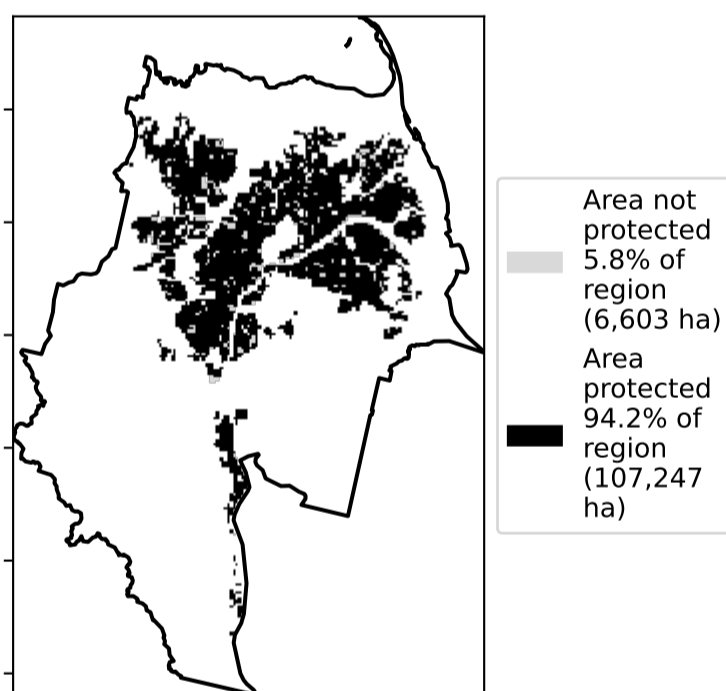 Area not
protected
5.8% of
region
(6,603 ha)
Area
protected
94.2% of
region
(107,247
ha)